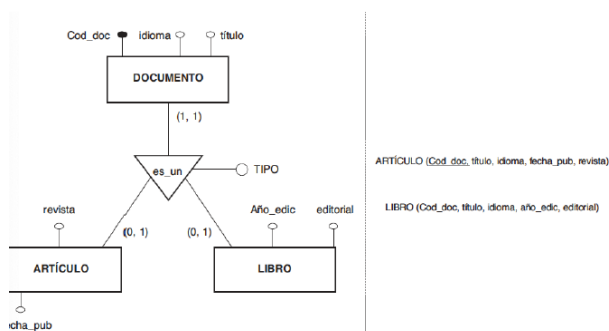 Cod_doc idioma título
DOCUMENTO
(1, 1)
es_un TIPO
ARTÍCULO (Cod_doc, título, idioma, fecha_pub, revista)
revista Año_edic editorial
LIBRO (Cod_doc, título, idioma, año_edic, editorial)
(0, 1) (0, 1)
ARTÍCULO LIBRO
echa_pub